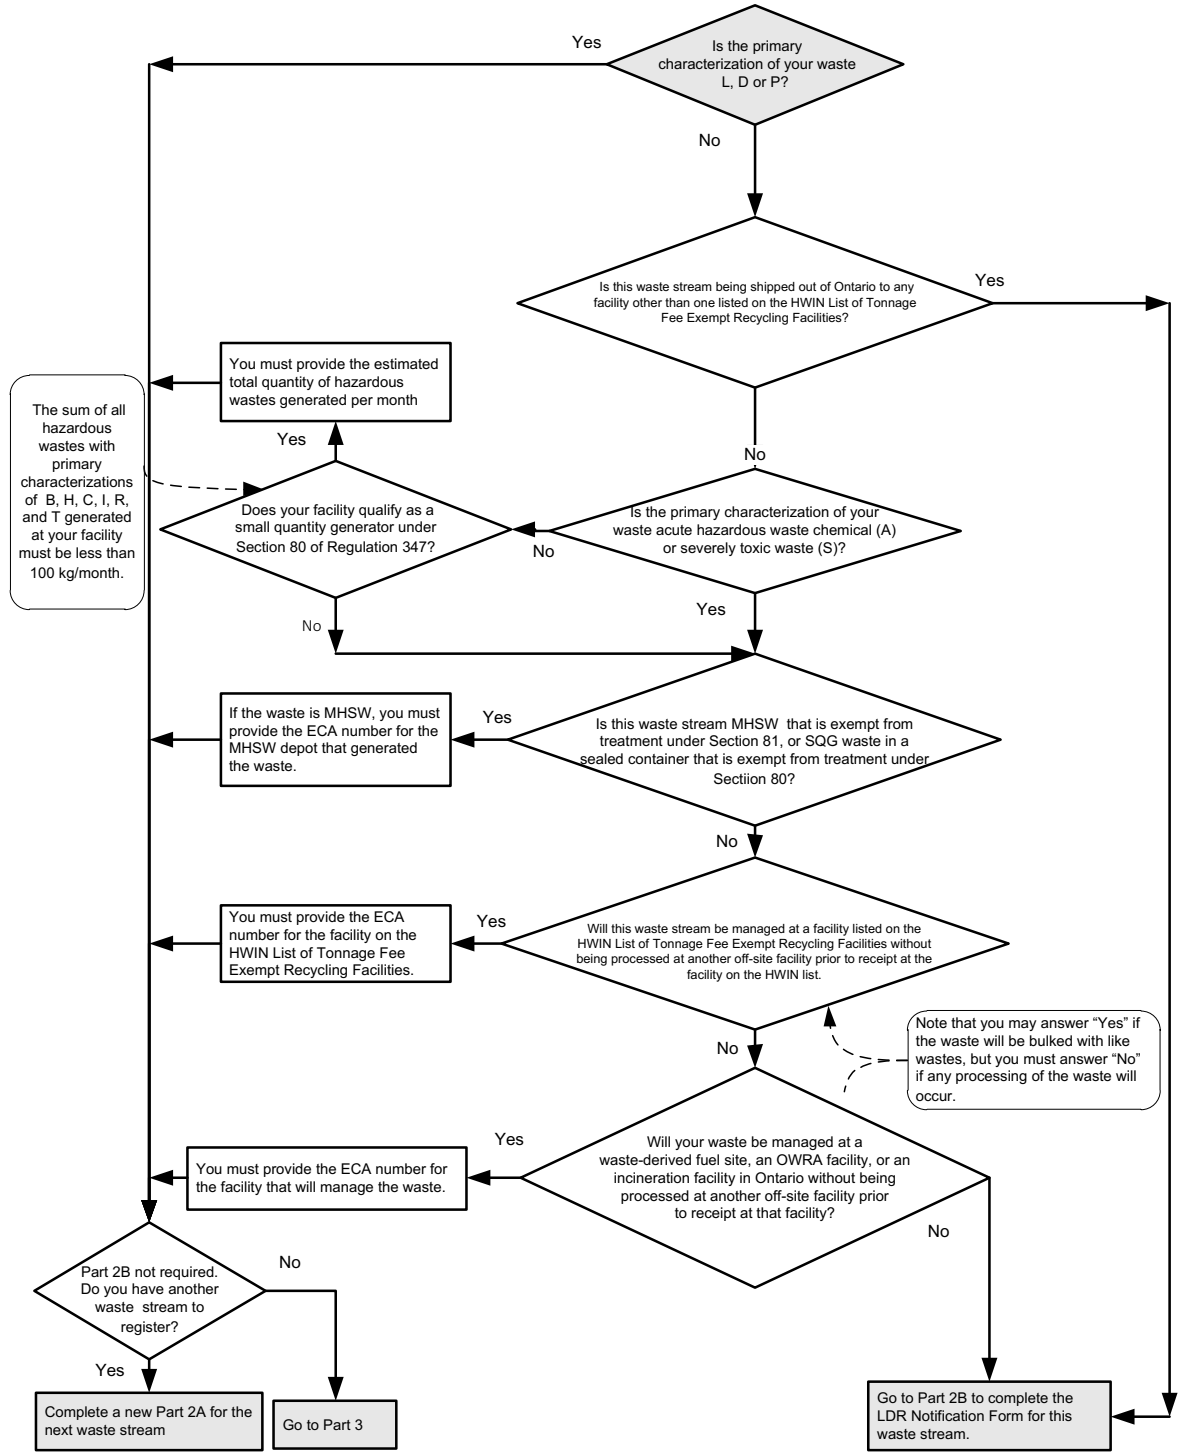 Yes
Is the primary
characterization of your waste
L, D or P?
No
Is this waste stream being shipped out of Ontario to any
facility other than one listed on the HWIN List of Tonnage
Fee Exempt Recycling Facilities?
Yes
You must provide the estimated
total quantity of hazardous
wastes generated per month
The sum of all
hazardous
wastes with
primary
characterizations
of B, H, C, I, R,
and T generated
at your facility
must be less than
100 kg/month.
Yes
No
Does your facility qualify as a
small quantity generator under
Section 80 of Regulation 347?
No
Is the primary characterization of your
waste acute hazardous waste chemical (A)
or severely toxic waste (S)?
No
Yes
If the waste is MHSW, you must
provide the ECA number for the
MHSW depot that generated
the waste.
Yes
Is this waste stream MHSW that is exempt from
treatment under Section 81, or SQG waste in a
sealed container that is exempt from treatment under
Sectiion 80?
No
You must provide the ECA
number for the facility on the
HWIN List of Tonnage Fee
Exempt Recycling Facilities.
Yes
Will this waste stream be managed at a facility listed on the
HWIN List of Tonnage Fee Exempt Recycling Facilities without
being processed at another off-site facility prior to receipt at the
facility on the HWIN list.
No
Note that you may answer “Yes” if
the waste will be bulked with like
wastes, but you must answer “No”
if any processing of the waste will
occur.
You must provide the ECA number for
the facility that will manage the waste.
Yes
Will your waste be managed at a
waste-derived fuel site, an OWRA facility, or an
incineration facility in Ontario without being
processed at another off-site facility prior
to receipt at that facility?
No
Part 2B not required.
Do you have another
waste stream to
register?
No
Yes
Complete a new Part 2A for the
next waste stream
Go to Part 3
Go to Part 2B to complete the
LDR Notification Form for this
waste stream.